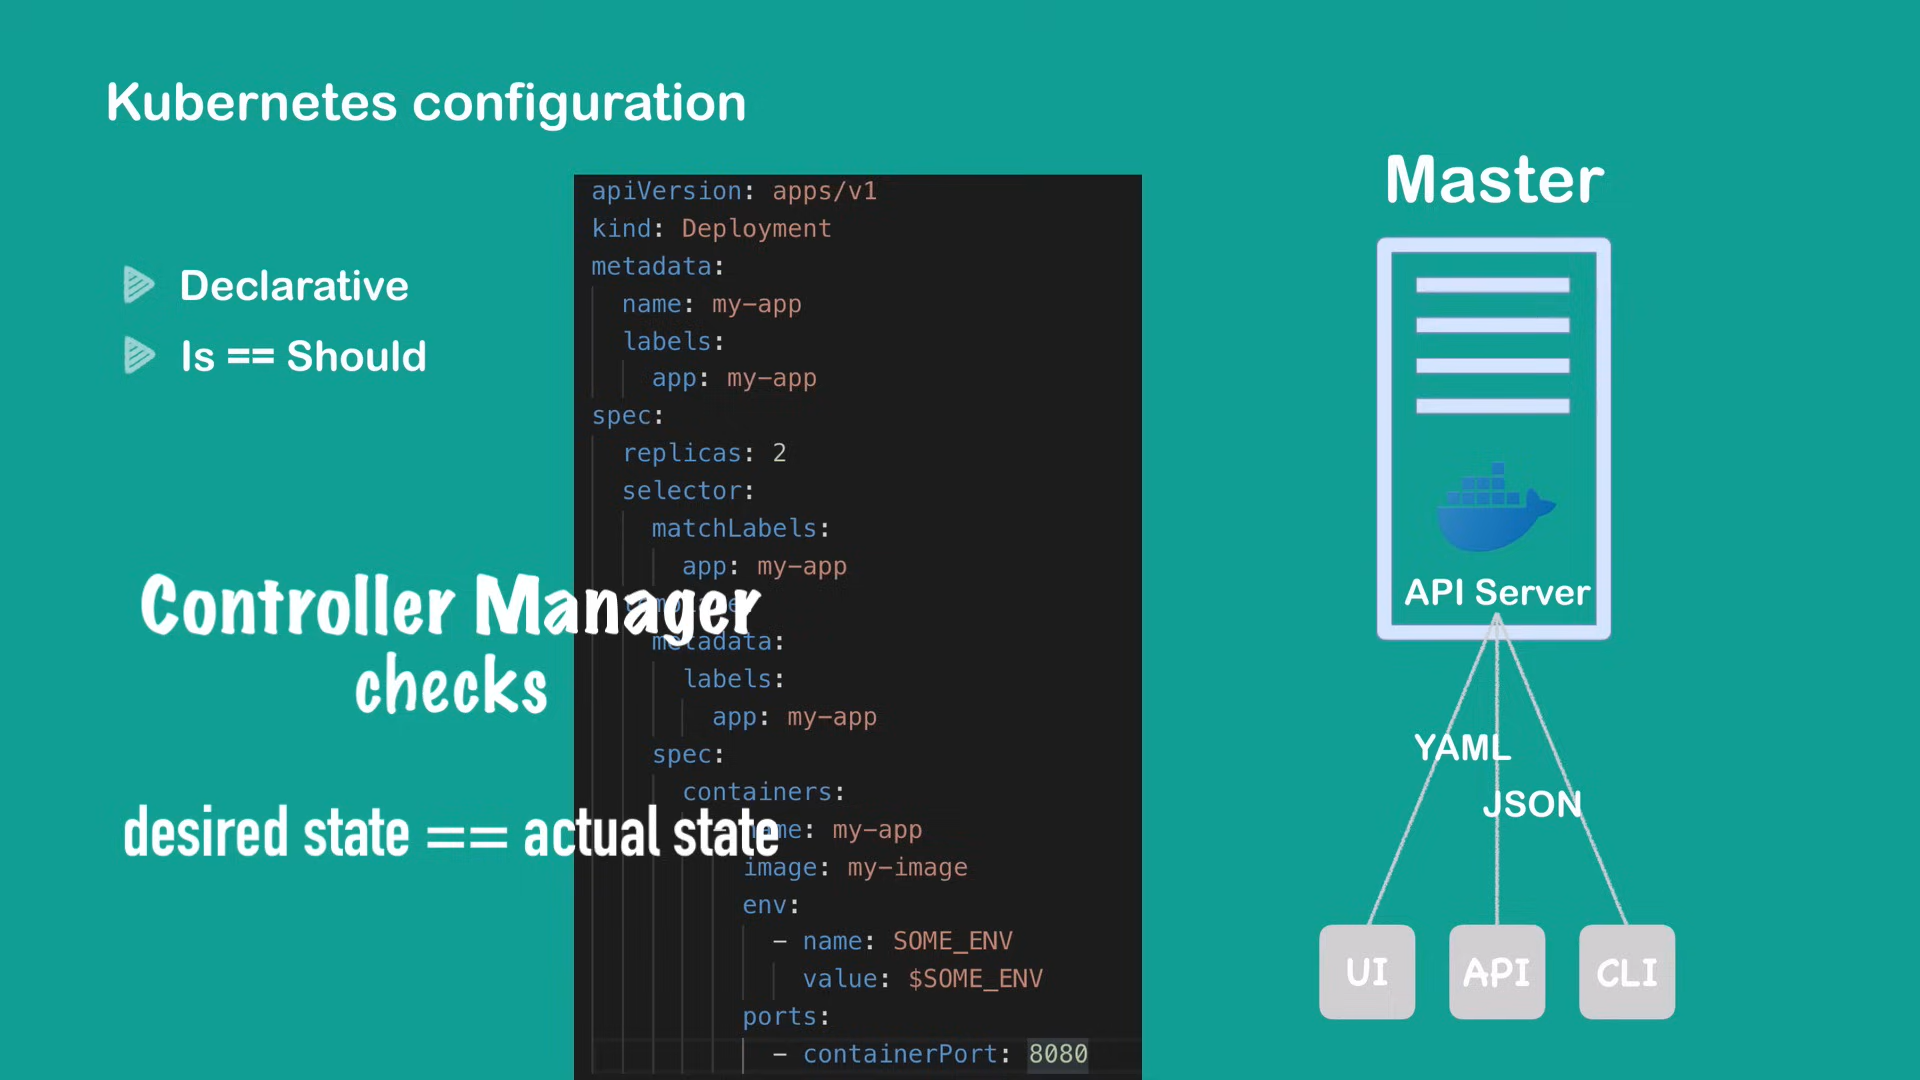 Kubernetes configuration
Declarative
Is == Should
Controller Manager
checks
desired state == actual state
apiVersion: apps/v1
kind: Deployment
metadata:
name: my-app
labels:
app: my-app
spec:
replicas: 2
selector:
matchLabels:
app: my-app
metadata:
labels:
app: my-app
spec:
containers:
my-app
image: my-image
env:
- name: SOME_ENV
value: $SOME_ENV
ports:
- containerPort: 8080
Master
API Server
YAML
JSON
UI API CLI